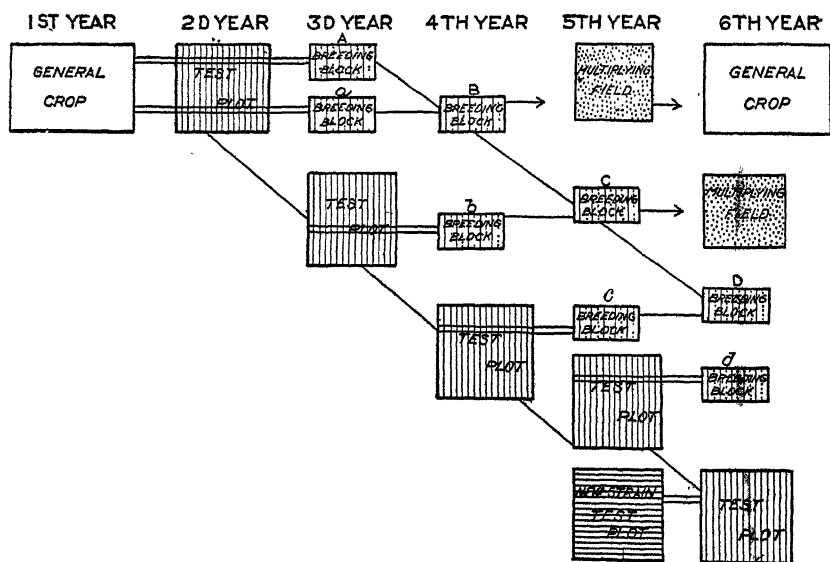 1ST YEAR 2D YEAR 3D YEAR 4TH YEAR 5TH YEAR 6TH YEAR
A
GENERAL
CROP
TEST
PLOT
BREEDING
BLOCK
a
BREEDING
BLOCK
B
BREEDING
BLOCK
MULTIPLYING
FIELD
GENERAL
CROP
TEST
PLOT
b
BREEDING
BLOCK
C
BREEDING
BLOCK
MULTIPLYING
FIELD
TEST
PLOT
C
BREEDING
BLOCK
D
BREEDING
BLOCK
TEST
PLOT
d
BREEDING
BLOCK
NEW STRAIN
TEST
PLOT
TEST
PLOT